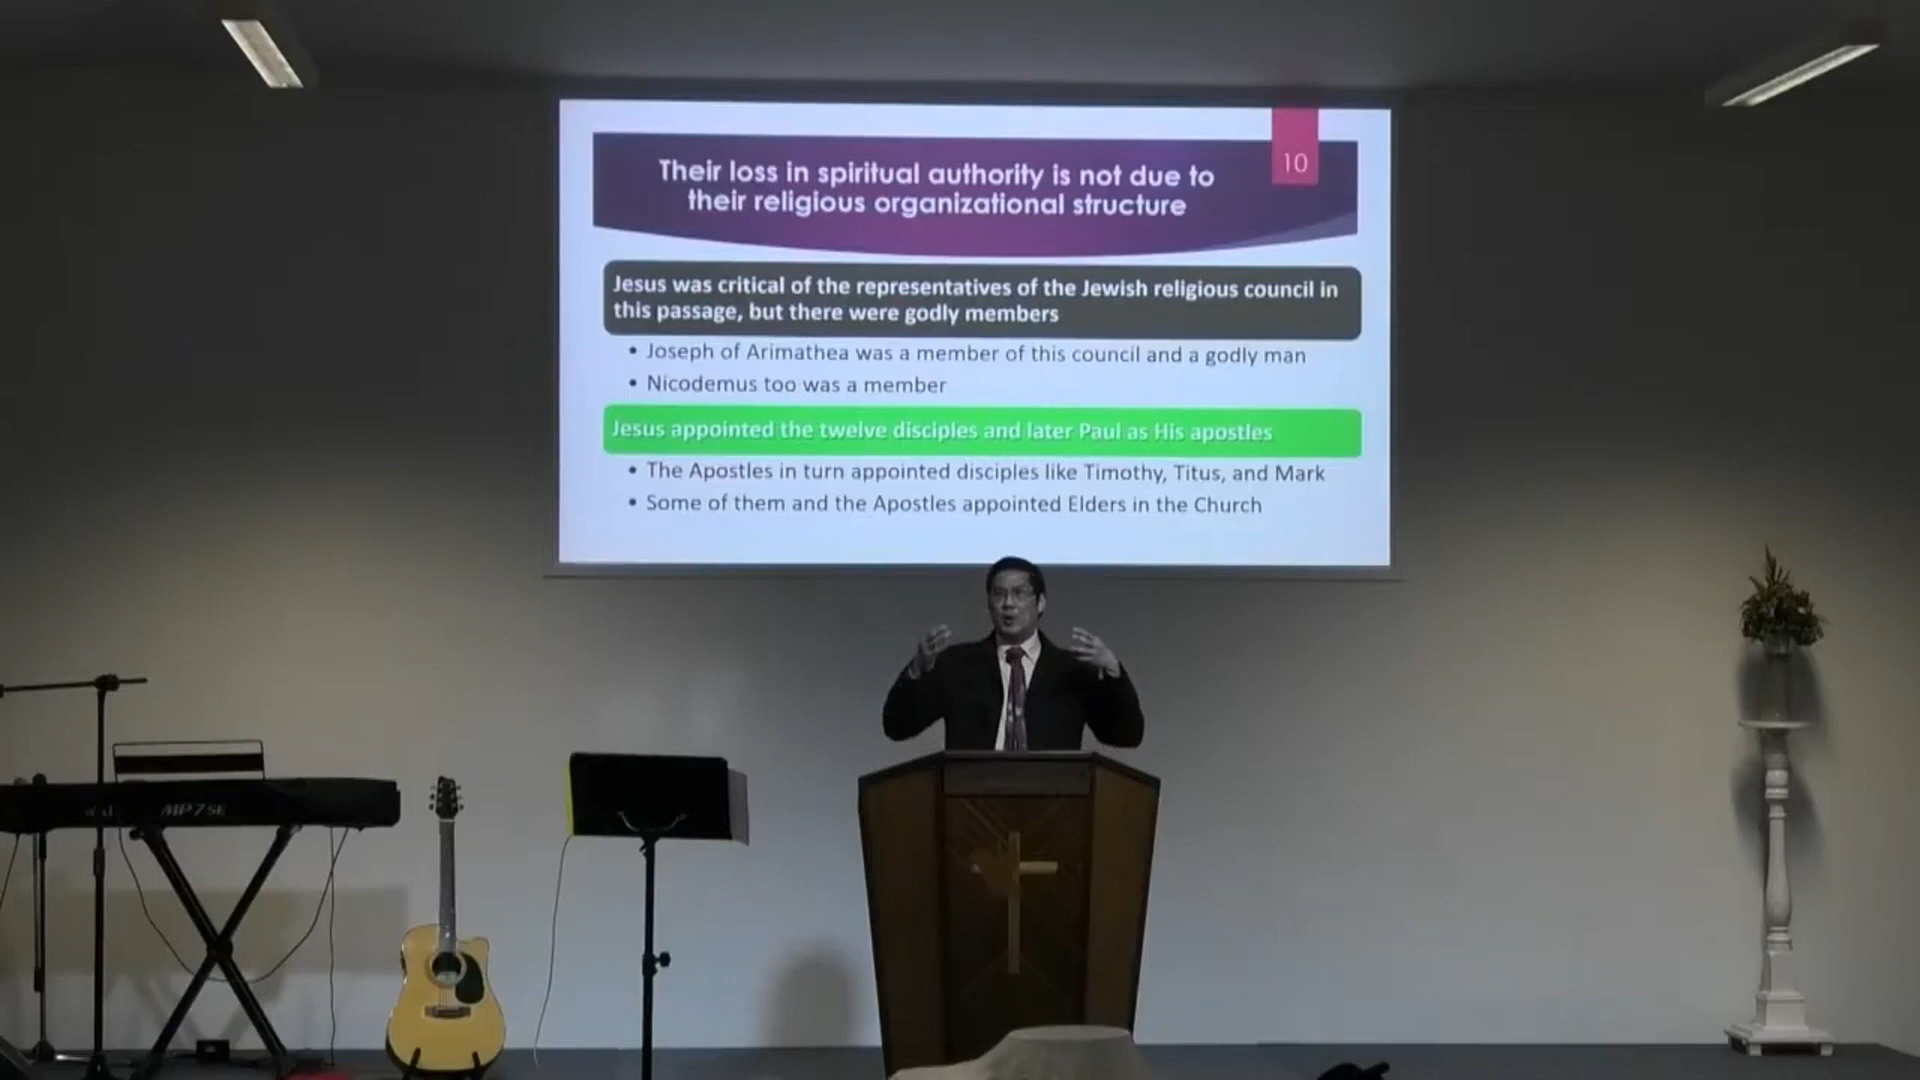 10
Their loss in spiritual authority is not due to
their religious organizational structure
Jesus was critical of the representatives of the Jewish religious council in
this passage, but there were godly members
• Joseph of Arimathea was a member of this council and a godly man
• Nicodemus too was a member
Jesus appointed the twelve disciples and later Paul as His apostles
• The Apostles in turn appointed disciples like Timothy, Titus, and Mark
• Some of them and the Apostles appointed Elders in the Church
MP7SE